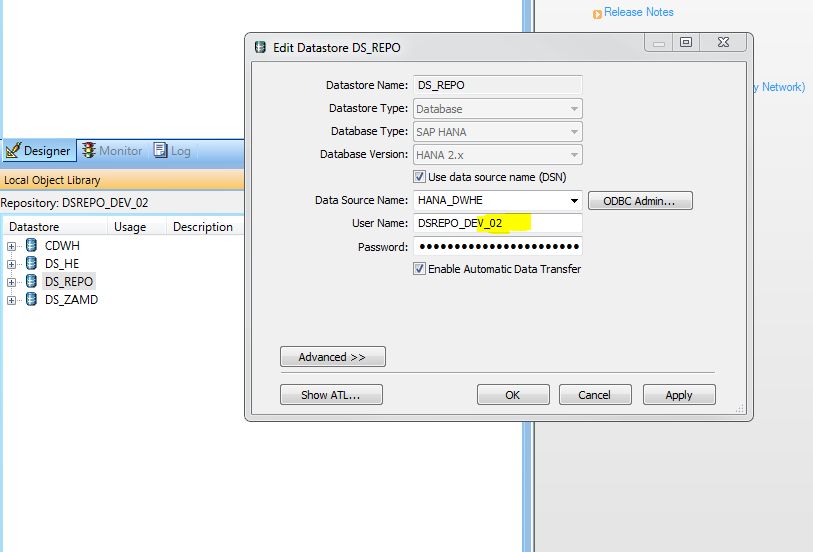 Release Notes
y Network)
Edit Datastore DS_REPO
Datastore Name: DS_REPO
Datastore Type: Database
Database Type: SAP HANA
Database Version: HANA 2.x
Use data source name (DSN)
Data Source Name: HANA_DWHE ODBC Admin...
User Name: DSREPO_DEV_02
Password: ●●●●●●●●●●●●●●●●●●●●●●●
Enable Automatic Data Transfer
Advanced >>
Show ATL... OK Cancel Apply
Designer Monitor Log
Local Object Library
Repository: DSREPO_DEV_02
Datastore Usage Description
CDWH
DS_HE
DS_REPO
DS_ZAMD